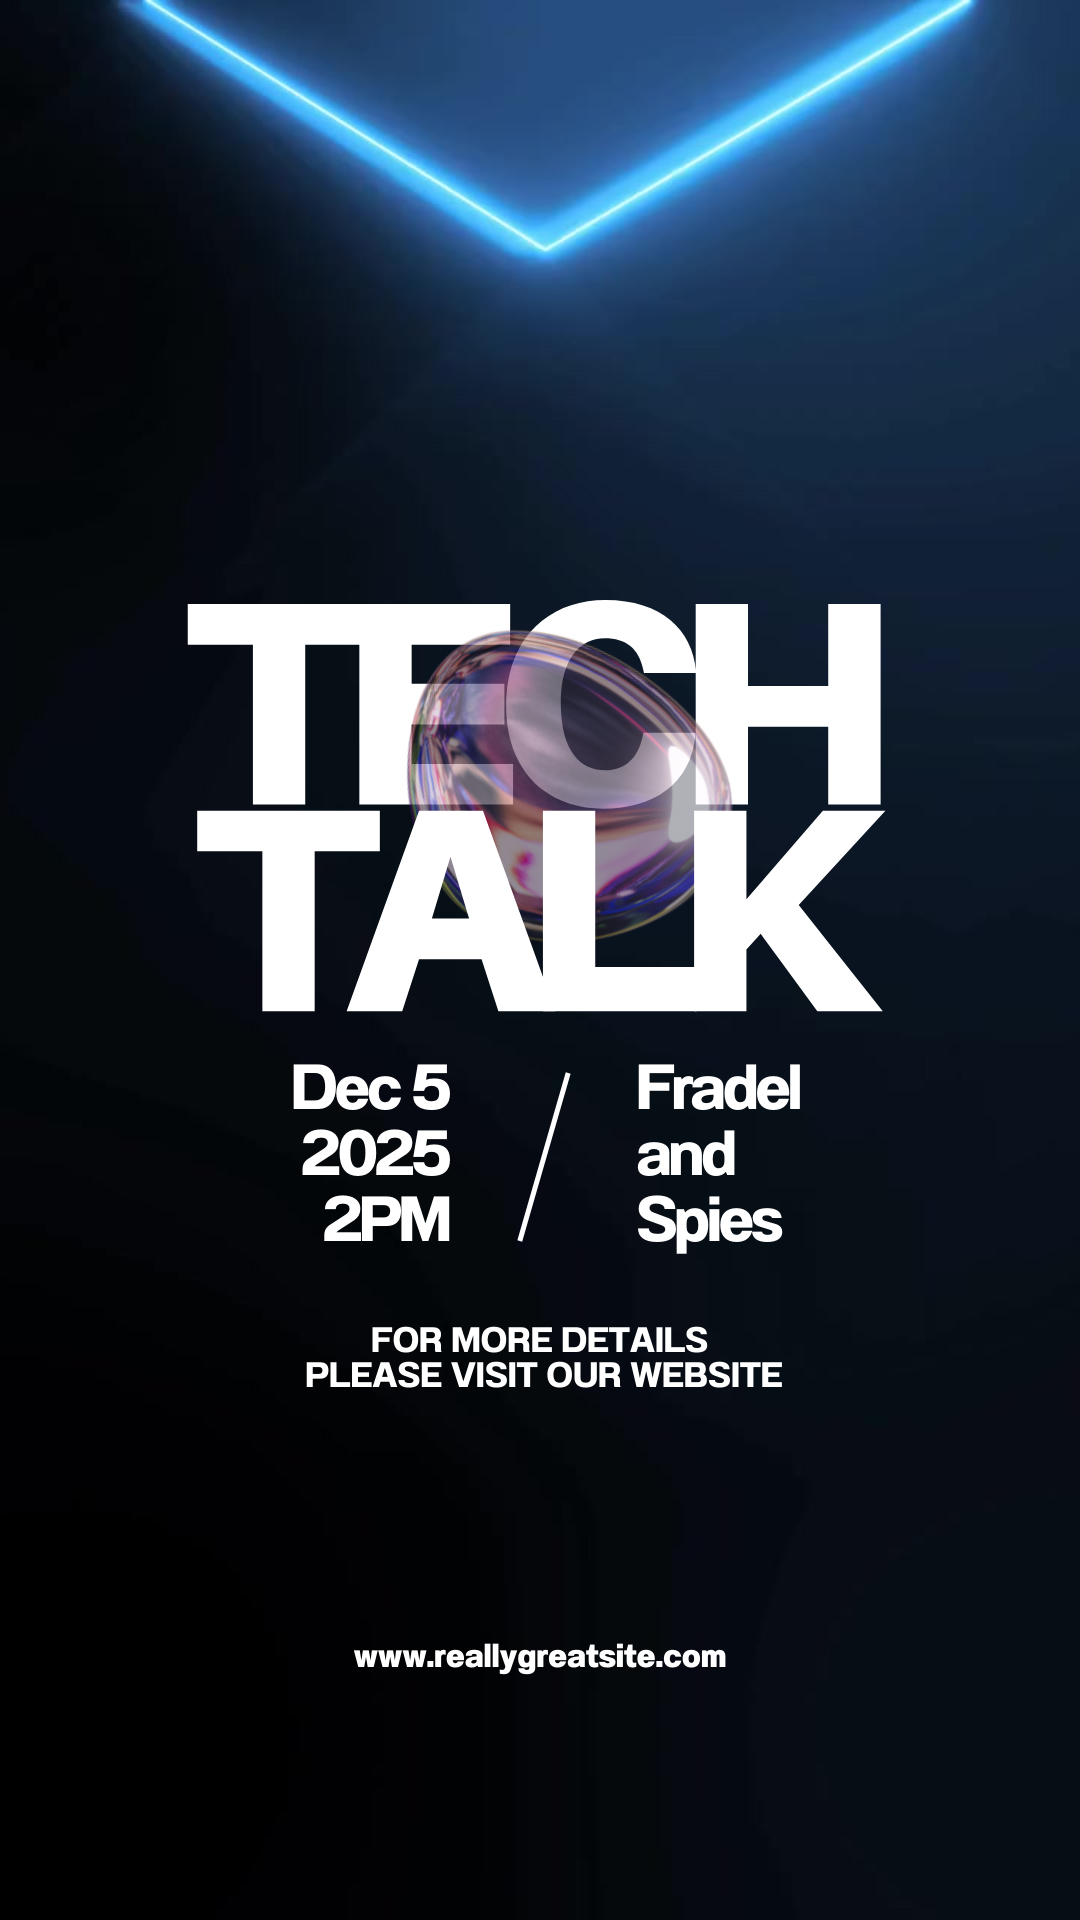 TECH
TALK
Dec 5
2025
2PM
Fradel
and
Spies
FOR MORE DETAILS
PLEASE VISIT OUR WEBSITE
www.reallygreatsite.com